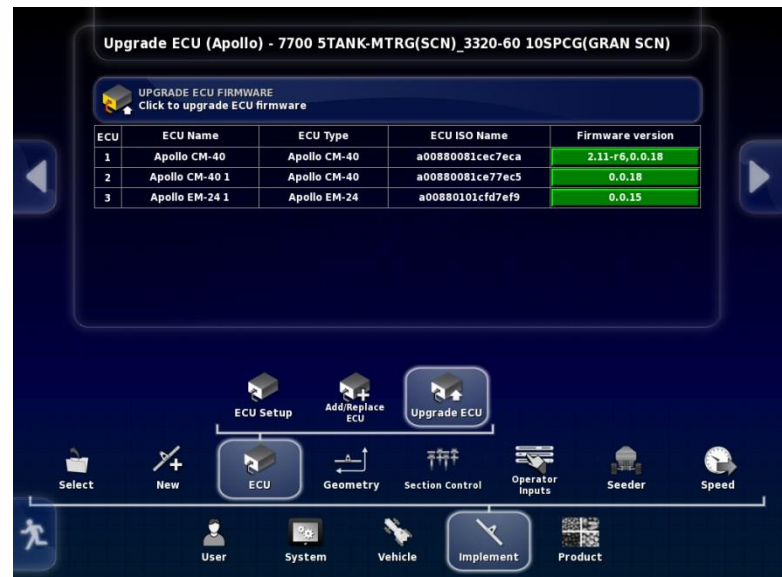 Upgrade ECU (Apollo) - 7700 5TANK-MTRG(SCN)_3320-60 10SPCG(GRAN SCN)
UPGRADE ECU FIRMWARE
Click to upgrade ECU firmware
ECU ECU Name ECU Type ECU ISO Name Firmware version
1 Apollo CM-40 Apollo CM-40 a00880081cec7eca 2.11-r6,0.0.18
2 Apollo CM-40 1 Apollo CM-40 a00880081ce77ec5 0.0.18
3 Apollo EM-24 1 Apollo EM-24 a00880101cfd7ef9 0.0.15
ECU Setup Add/Replace ECU Upgrade ECU
Select New ECU Geometry Section Control Operator Inputs Seeder Speed
User System Vehicle Implement Product